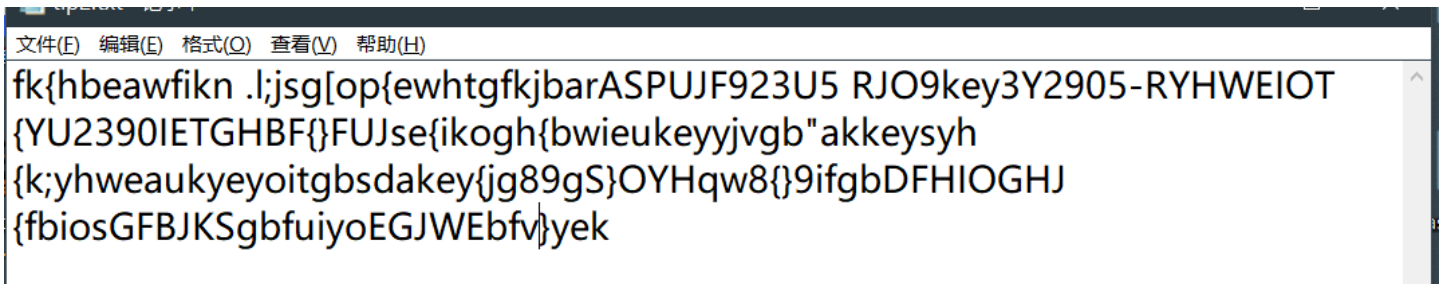 文件(F) 编辑(E) 格式(O) 查看(V) 帮助(H)
fk{hbeawfikn .l;jsg[op{ewhtgfkjbarASPUJF923U5 RJO9key3Y2905-RYHWEIOT
{YU2390IETGHBF{}FUJse{ikogh{bwieukeyyjvgb"akkeysyh
{k;yhweaukyeyoitgbsdakey{jg89gS}OYHqw8{}9ifgbDFHIOGHJ
{fbiosGFBJKSgbfuiyoEGJWEbfv}yek